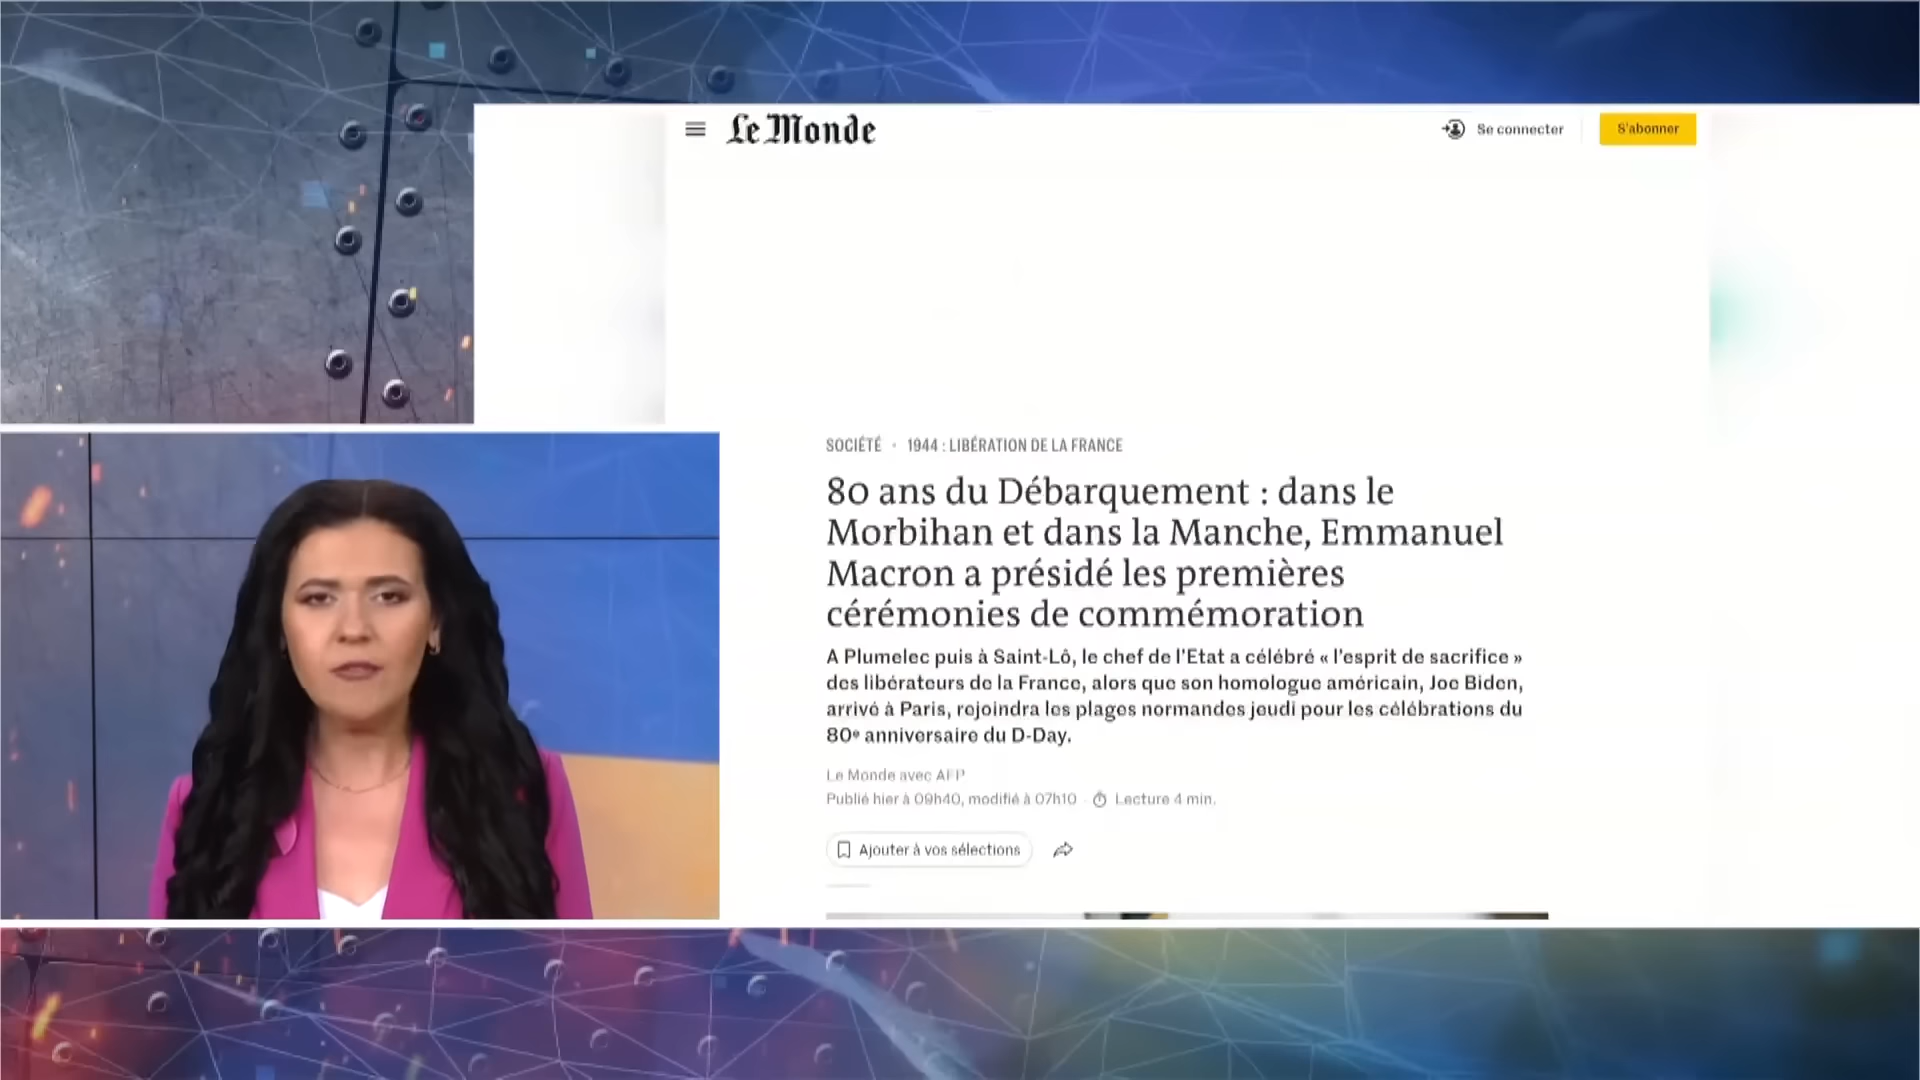 Le Monde
Se connecter
S'abonner
SOCIÉTÉ · 1944 : LIBÉRATION DE LA FRANCE
80 ans du Débarquement : dans le
Morbihan et dans la Manche, Emmanuel
Macron a présidé les premières
cérémonies de commémoration
A Plumelec puis à Saint-Lô, le chef de l'Etat a célébré « l'esprit de sacrifice »
des libérateurs de la France, alors que son homologue américain, Joe Biden,
arrivé à Paris, rejoindra les plages normandes jeudi pour les célébrations du
80e anniversaire du D-Day.
Le Monde avec AFP
Publié hier à 09h40, modifié à 07h10 · Lecture 4 min.
Ajouter à vos sélections